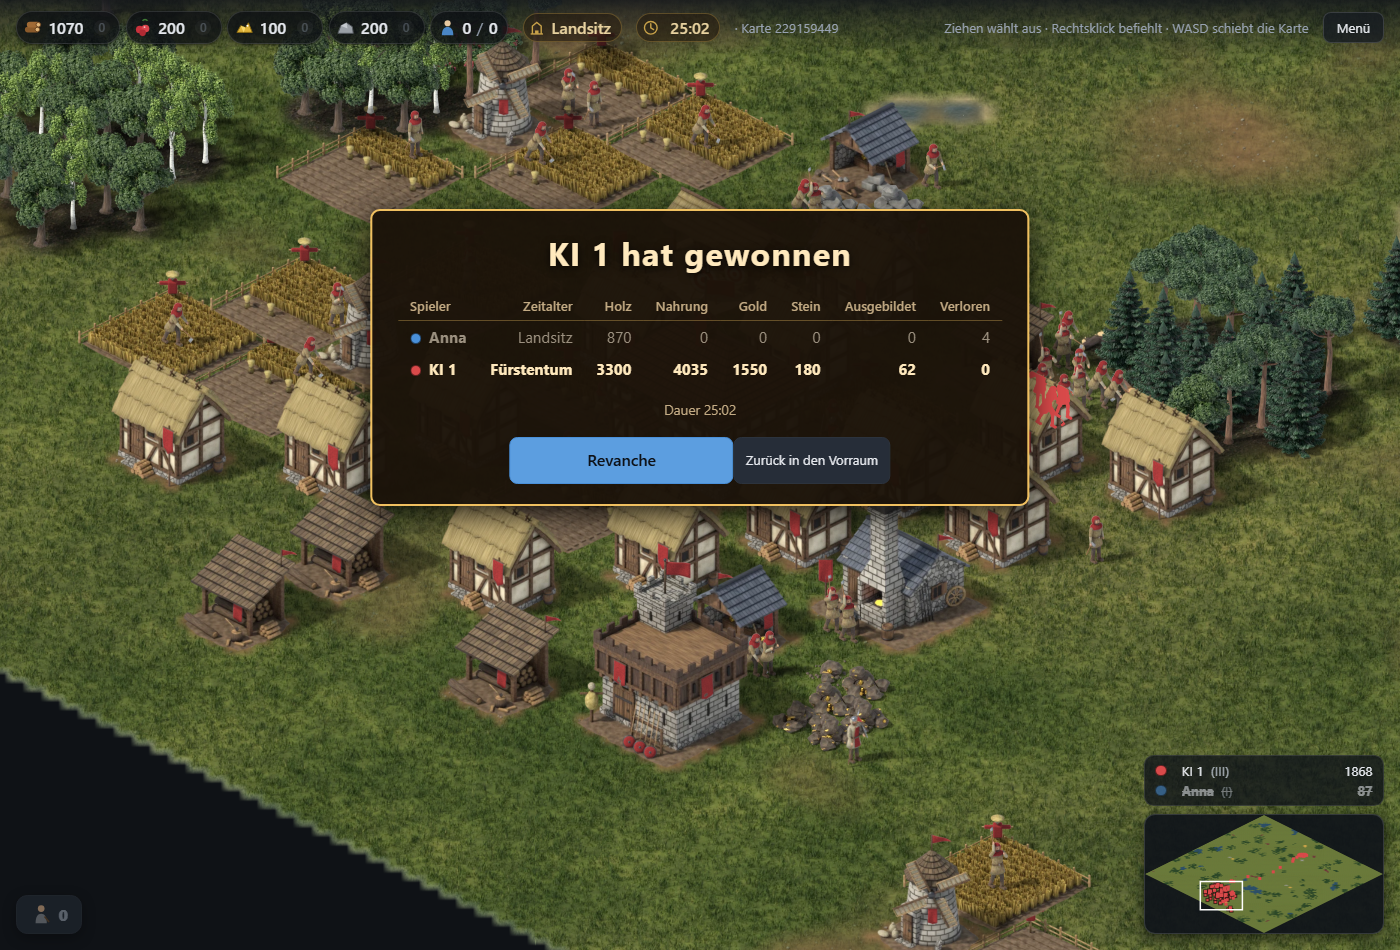 1070 0 200 0 100 0 200 0 0 / 0 Landsitz 25:02 · Karte 229159449 Ziehen wählt aus · Rechtsklick befiehlt · WASD schiebt die Karte Menü
KI 1 hat gewonnen
Spieler Zeitalter Holz Nahrung Gold Stein Ausgebildet Verloren
Anna Landsitz 870 0 0 0 0 4
KI 1 Fürstentum 3300 4035 1550 180 62 0
Dauer 25:02
Revanche Zurück in den Vorraum
KI 1 (III) 1868
Anna (I) 87
0